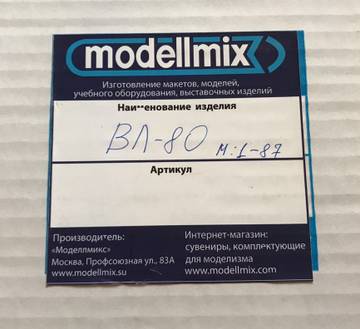 modellmix
Изготовление макетов, моделей,
учебного оборудования, выставочных изделий
Наименование изделия
ВЛ-80 М:1-87
Артикул
Производитель:
«Моделлмикс»
Москва, Профсоюзная ул., 83А
www.modellmix.su
Интернет-магазин:
сувениры, комплектующие
для моделизма
www.modellmix.com